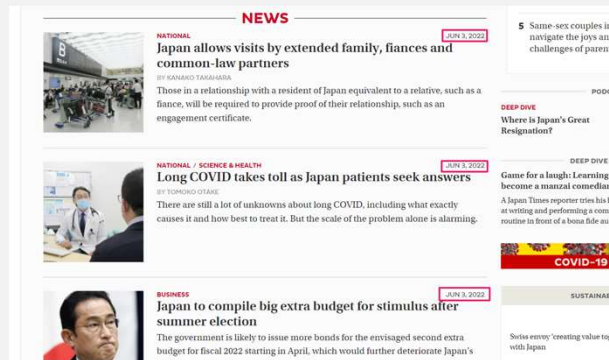 NEWS
NATIONAL
JUN 3, 2022
Japan allows visits by extended family, fiances and
common-law partners
BY KANAKO TAKAHARA
Those in a relationship with a resident of Japan equivalent to a relative, such as a
fiance, will be required to provide proof of their relationship, such as an
engagement certificate.
NATIONAL / SCIENCE & HEALTH
JUN 3, 2022
Long COVID takes toll as Japan patients seek answers
BY TOMOKO OTAKE
There are still a lot of unknowns about long COVID, including what exactly
causes it and how best to treat it. But the scale of the problem alone is alarming.
BUSINESS
JUN 3, 2022
Japan to compile big extra budget for stimulus after
summer election
The government is likely to issue more bonds for the envisaged second extra
budget for fiscal 2022 starting in April, which would further deteriorate Japan's
5 Same-sex couples in
navigate the joys an
challenges of paren
PODC
DEEP DIVE
Where is Japan's Great
Resignation?
DEEP DIVE
Game for a laugh: Learning
become a manzai comedian
A Japan Times reporter tries his
at writing and performing a com
routine in front of a bona fide au
COVID-19
SUSTAINAB
Swiss envoy 'creating value to
with Japan
B